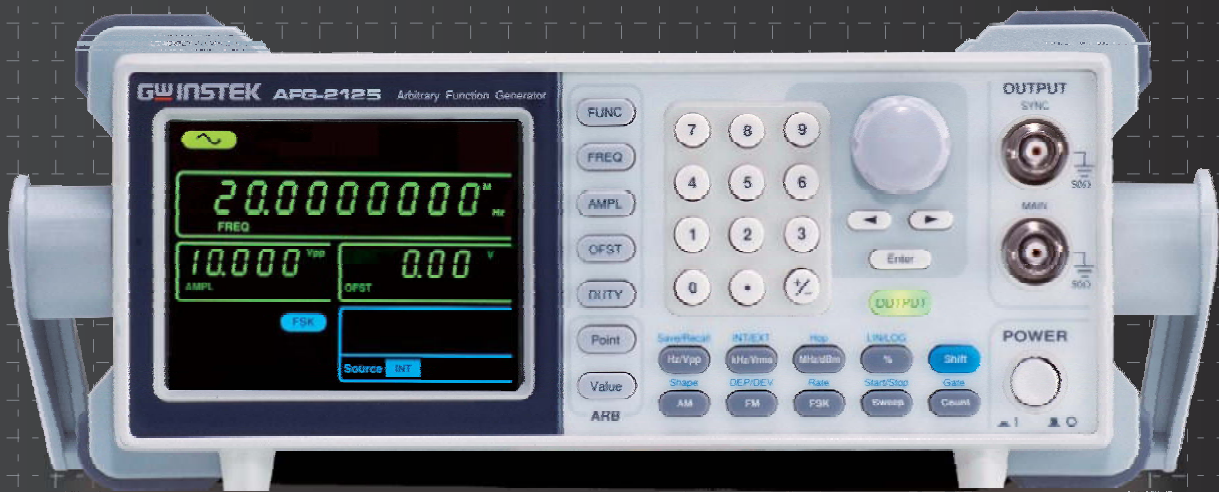 GWINSTEK AFG-2125 Arbitrary Function Generator
20.0000000 M
Hz
FREQ
10.000 Vpp
AMPL
0.00 V
OFST
FSK
Source INT
FUNC
FREQ
AMPL
OFST
DUTY
Point
Value
ARB
7 8 9
4 5 6
1 2 3
0 • +/-
◄ ►
Enter
OUTPUT
Save/Recall INT/EXT Hop LIN/LOG
Hz/Vpp kHz/Vrms MHz/dBm % Shift
Shape DEP/DEV Rate Start/Stop Gate
AM FM FSK Sweep Count
OUTPUT
SYNC
50Ω
MAIN
50Ω
POWER
I O